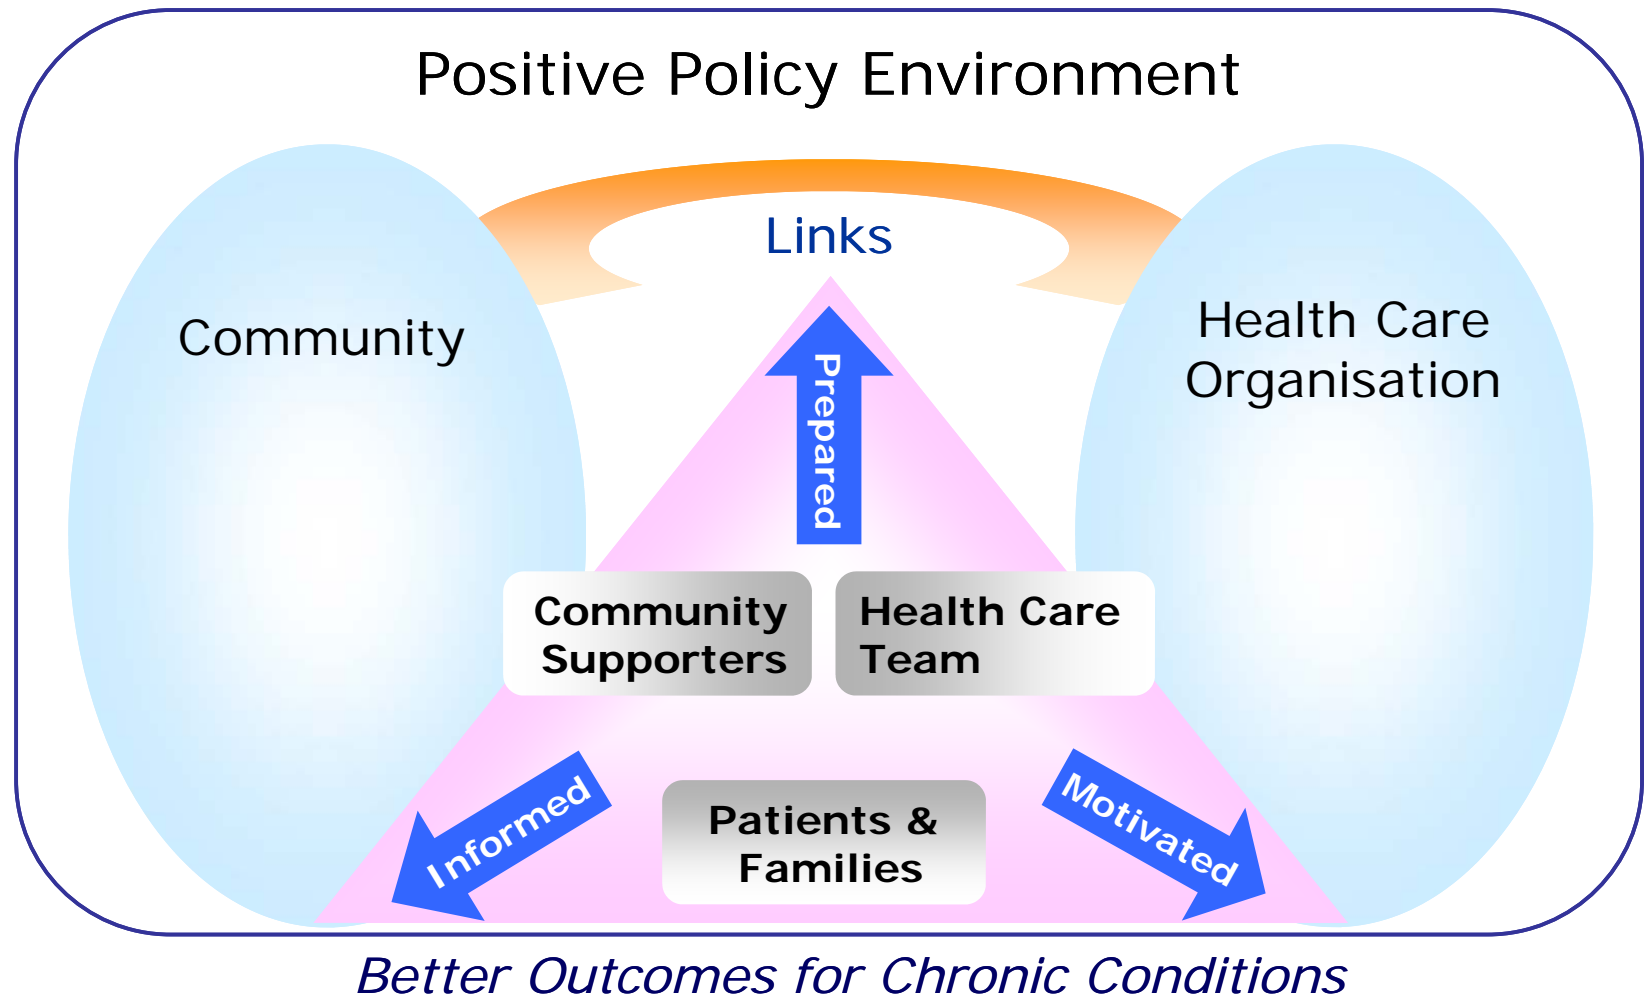 Positive Policy Environment
Links
Community
Health Care
Organisation
Prepared
Community
Supporters
Health Care
Team
Informed
Motivated
Patients &
Families
Better Outcomes for Chronic Conditions